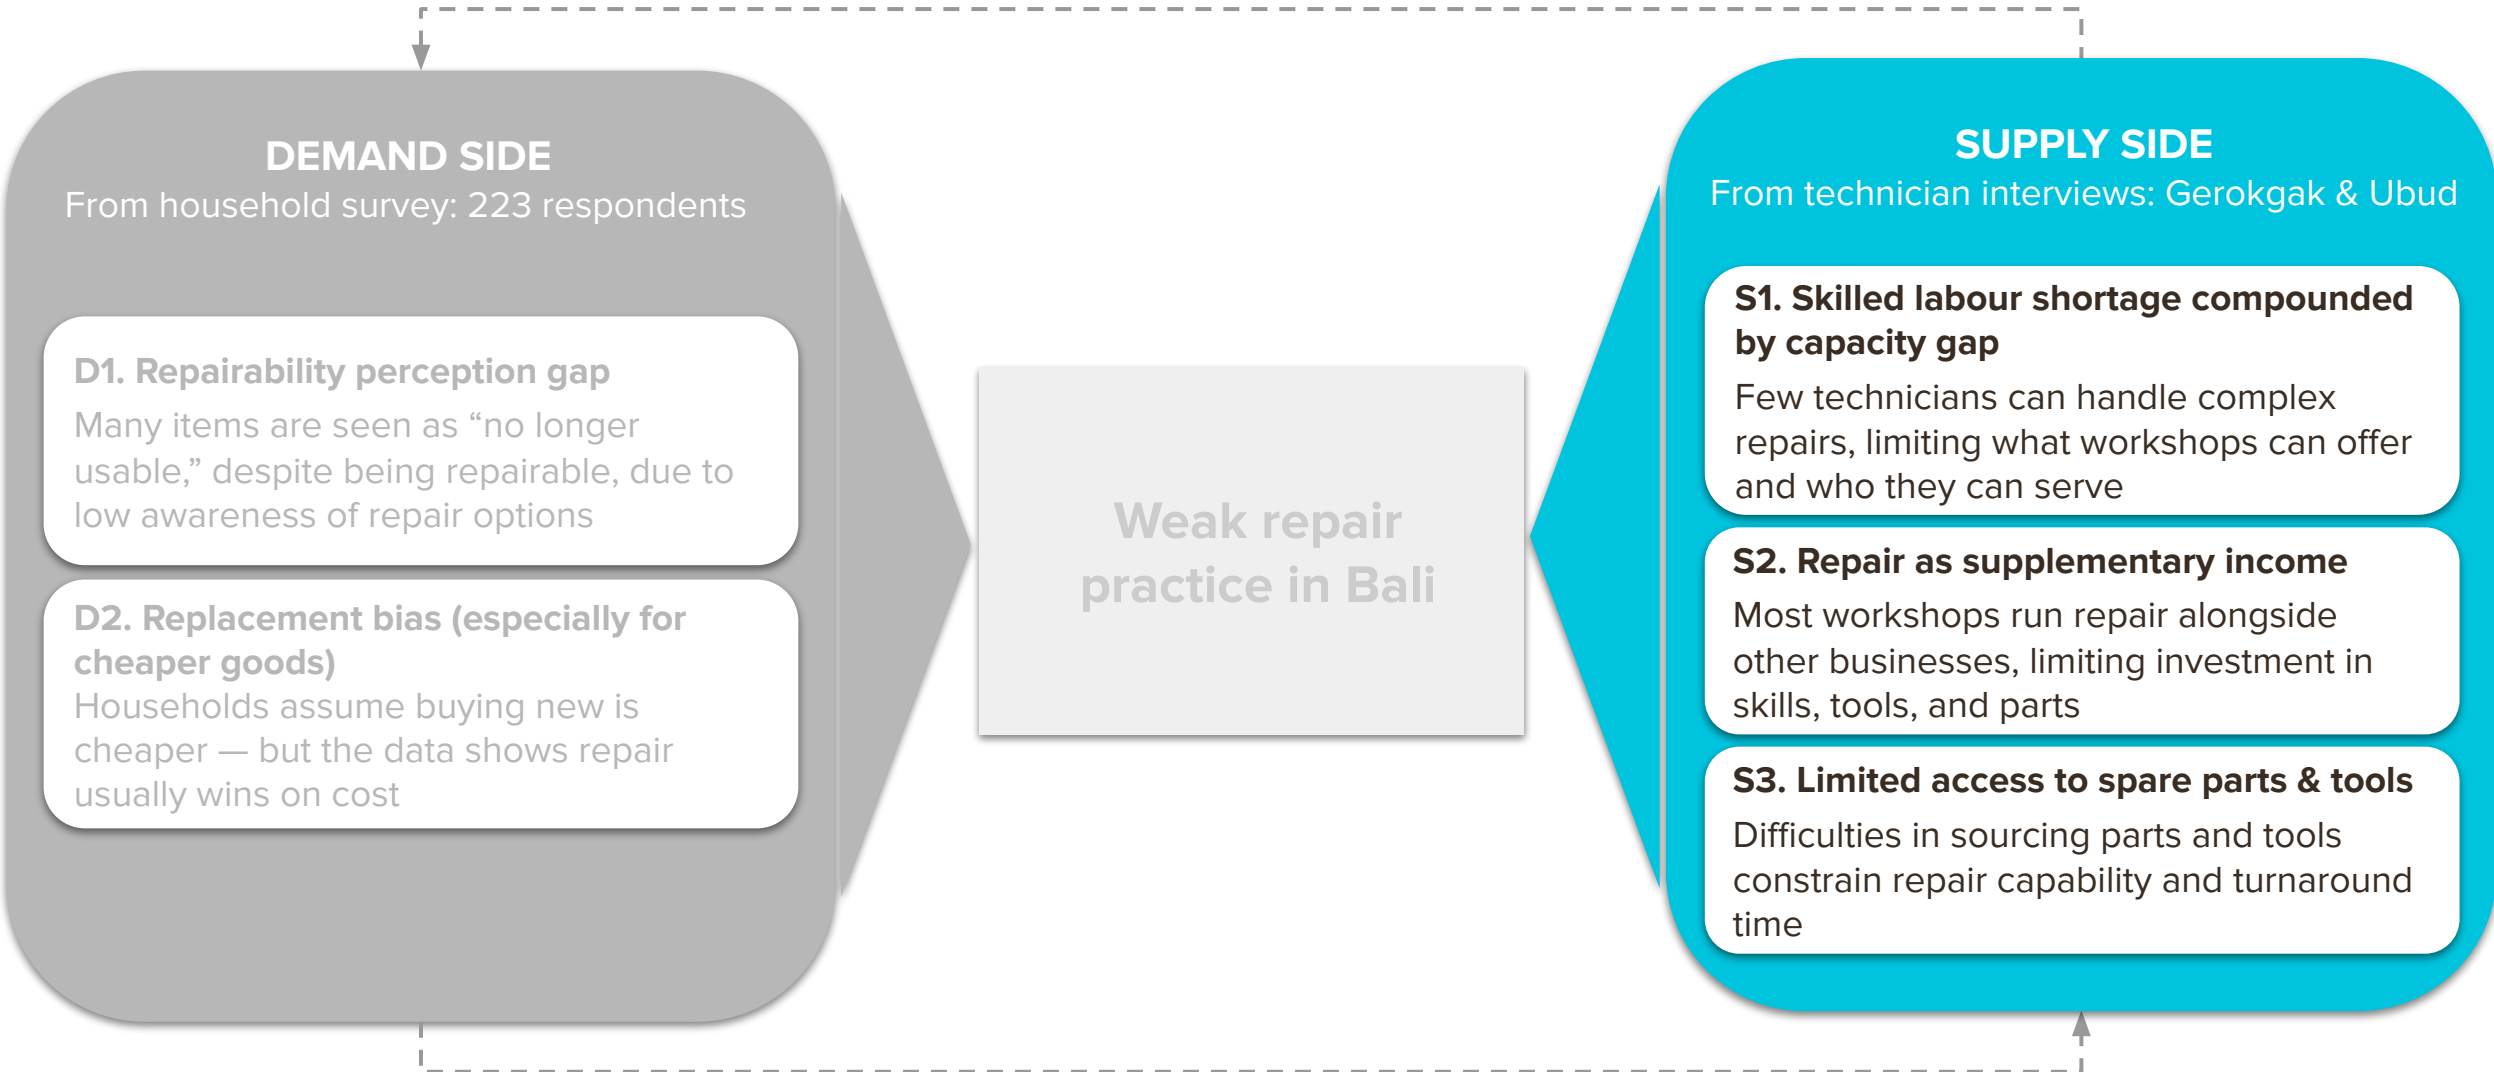 DEMAND SIDE
From household survey: 223 respondents
D1. Repairability perception gap
Many items are seen as “no longer
usable,” despite being repairable, due to
low awareness of repair options
D2. Replacement bias (especially for
cheaper goods)
Households assume buying new is
cheaper — but the data shows repair
usually wins on cost
Weak repair
practice in Bali
SUPPLY SIDE
From technician interviews: Gerokgak & Ubud
S1. Skilled labour shortage compounded
by capacity gap
Few technicians can handle complex
repairs, limiting what workshops can offer
and who they can serve
S2. Repair as supplementary income
Most workshops run repair alongside
other businesses, limiting investment in
skills, tools, and parts
S3. Limited access to spare parts & tools
Difficulties in sourcing parts and tools
constrain repair capability and turnaround
time